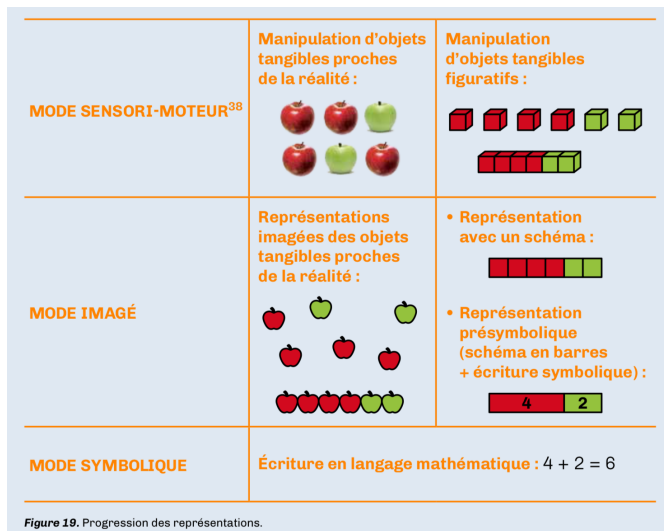 MODE SENSORI-MOTEUR38
Manipulation d'objets
tangibles proches
de la réalité :
Manipulation
d'objets tangibles
figuratifs :
MODE IMAGÉ
Représentations
imagées des objets
tangibles proches
de la réalité :
• Représentation
avec un schéma :
• Représentation
présymbolique
(schéma en barres
+ écriture symbolique) :
4 2
MODE SYMBOLIQUE
Écriture en langage mathématique : 4 + 2 = 6
Figure 19. Progression des représentations.